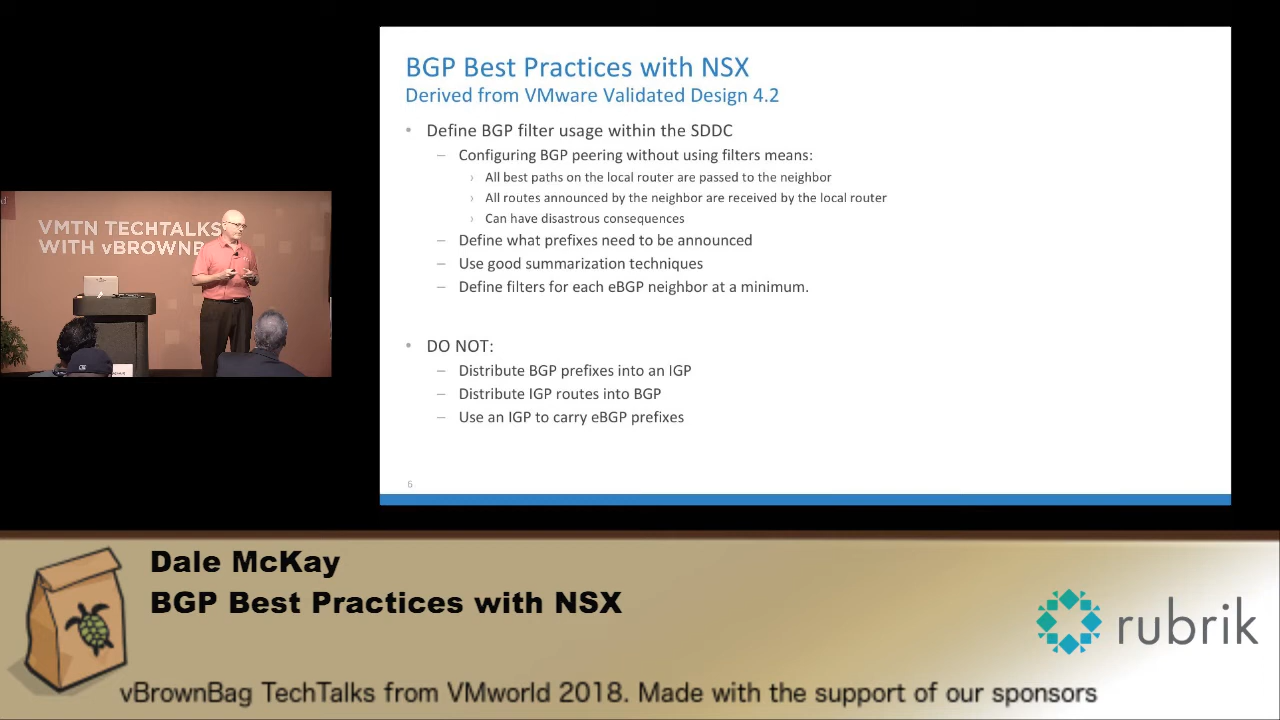 BGP Best Practices with NSX
Derived from VMware Validated Design 4.2
• Define BGP filter usage within the SDDC
– Configuring BGP peering without using filters means:
› All best paths on the local router are passed to the neighbor
› All routes announced by the neighbor are received by the local router
› Can have disastrous consequences
– Define what prefixes need to be announced
– Use good summarization techniques
– Define filters for each eBGP neighbor at a minimum.
• DO NOT:
– Distribute BGP prefixes into an IGP
– Distribute IGP routes into BGP
– Use an IGP to carry eBGP prefixes
6
VMTN TECHTALKS
WITH vBROWNB
Dale McKay
BGP Best Practices with NSX
rubrik
vBrownBag TechTalks from VMworld 2018. Made with the support of our sponsors